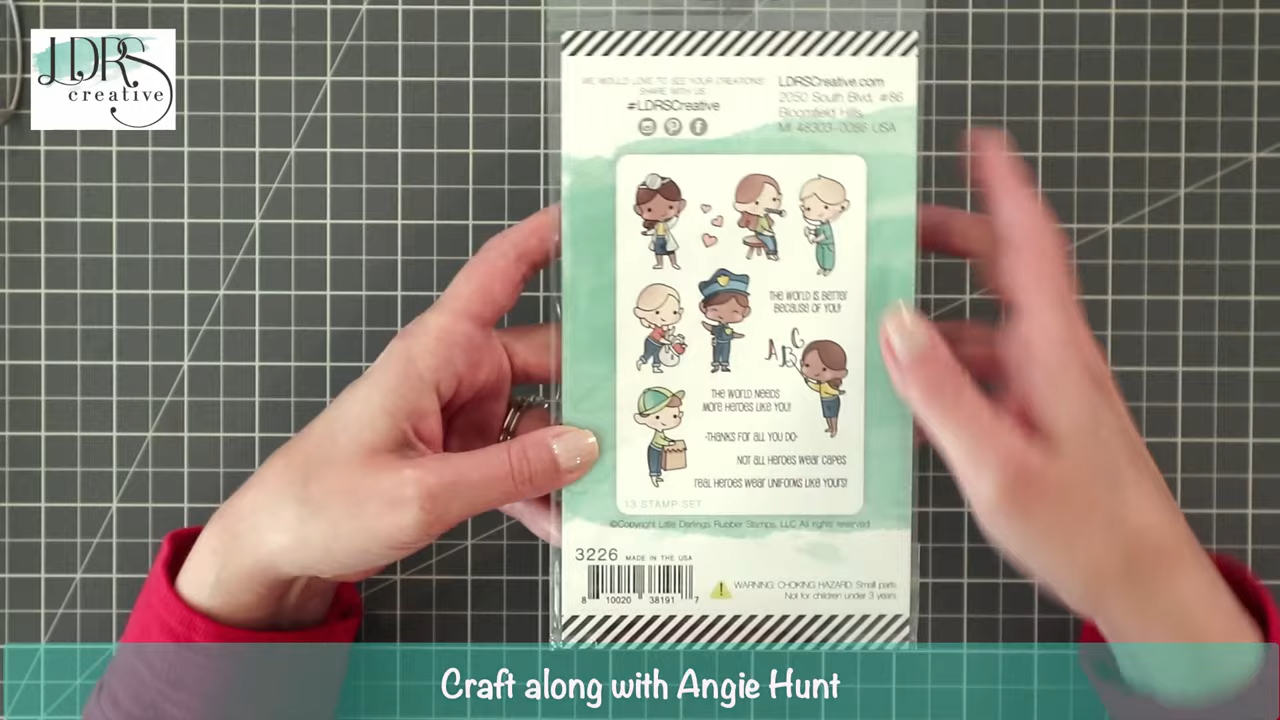 LDRS
creative
WE WOULD LOVE TO SEE YOUR CREATIONS!
SHARE WITH US
#LDRSCreative
LDRSCreative.com
2050 South Blvd, #86
Bloomfield Hills,
MI 48303-0086 USA
THE WORLD IS BETTER
BECAUSE OF YOU!
A B C
THE WORLD NEEDS
MORE HEROES LIKE YOU!
-THANKS FOR ALL YOU DO-
NOT ALL HEROES WEAR CAPES
REAL HEROES WEAR UNIFORMS LIKE YOURS!
13 STAMP SET
©Copyright Little Darlings Rubber Stamps, LLC All rights reserved
3226 MADE IN THE USA
8 10020 38191 7
WARNING: CHOKING HAZARD: Small parts.
Not for children under 3 years.
Craft along with Angie Hunt